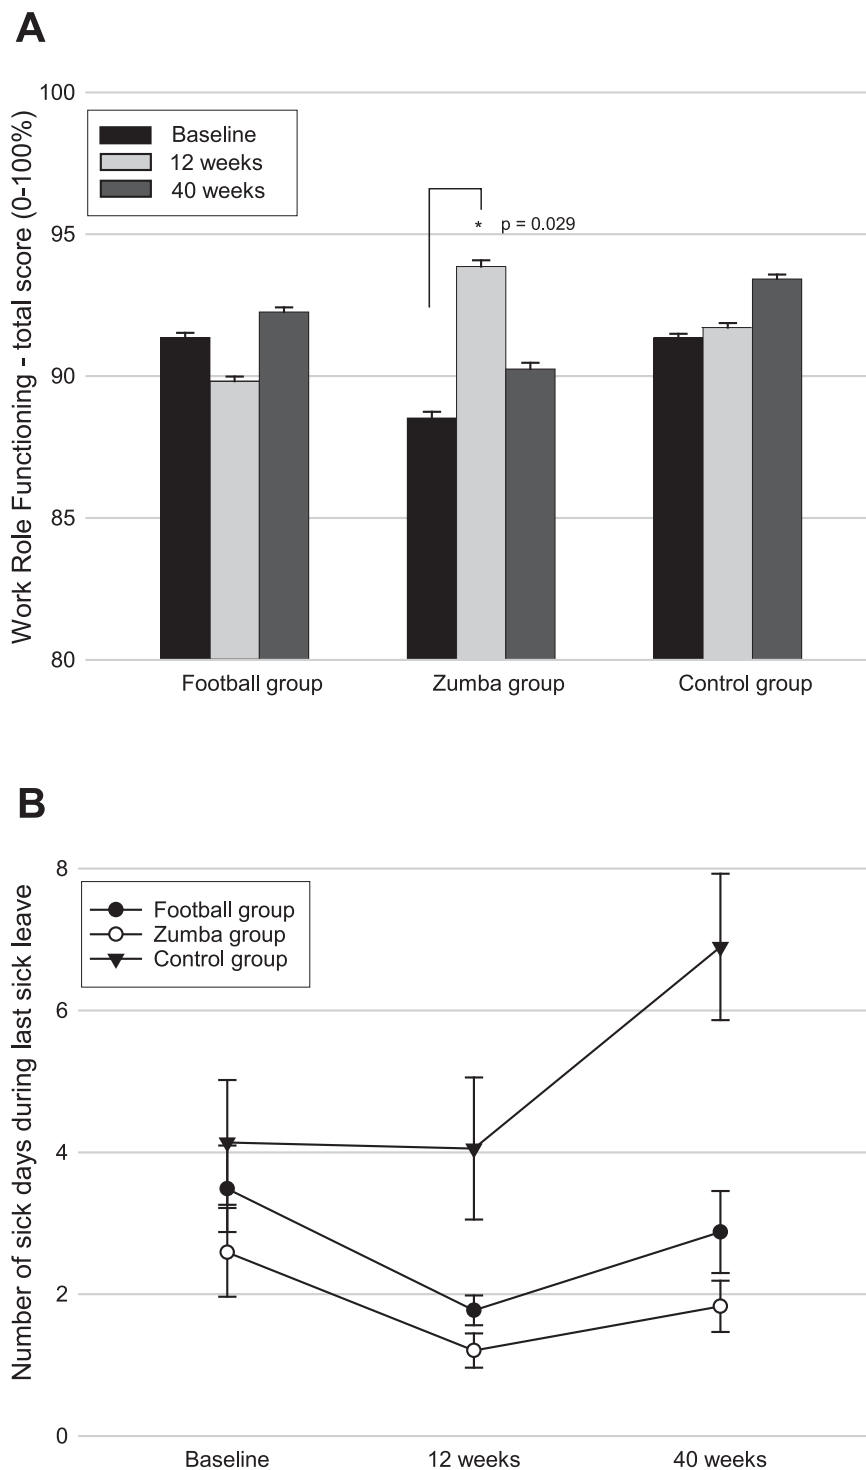 A
Work Role Functioning - total score (0-100%)
100
95
90
85
80
Baseline
12 weeks
40 weeks
* p = 0.029
Football group
Zumba group
Control group
B
Number of sick days during last sick leave
8
6
4
2
0
Football group
Zumba group
Control group
Baseline
12 weeks
40 weeks